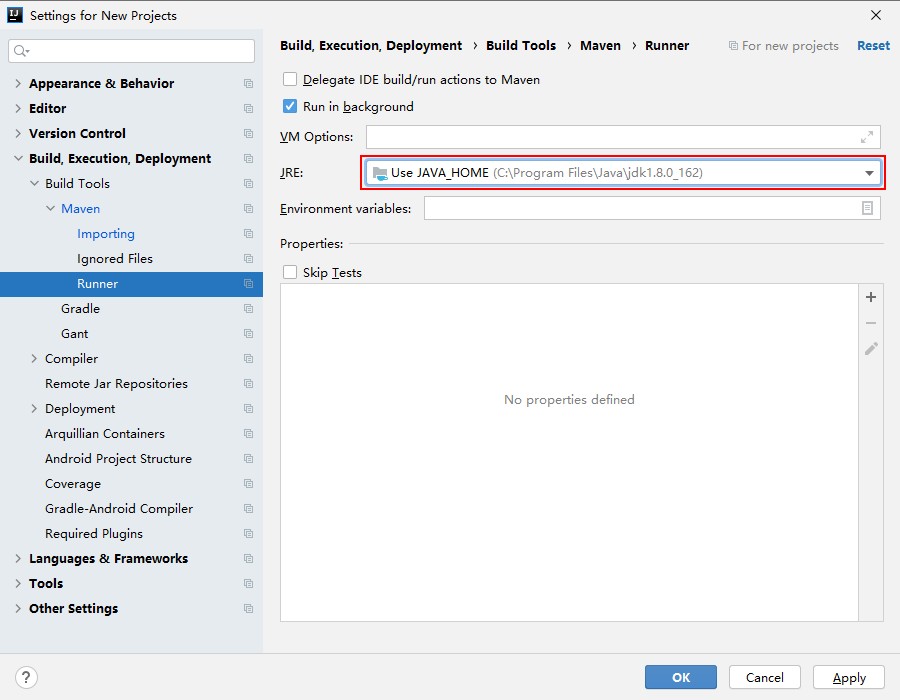 Settings for New Projects
Appearance & Behavior
Editor
Version Control
Build, Execution, Deployment
Build Tools
Maven
Importing
Ignored Files
Runner
Gradle
Gant
Compiler
Remote Jar Repositories
Deployment
Arquillian Containers
Android Project Structure
Coverage
Gradle-Android Compiler
Required Plugins
Languages & Frameworks
Tools
Other Settings
Build, Execution, Deployment › Build Tools › Maven › Runner For new projects Reset
Delegate IDE build/run actions to Maven
Run in background
VM Options:
JRE: Use JAVA_HOME (C:\Program Files\Java\jdk1.8.0_162)
Environment variables:
Properties:
Skip Tests
No properties defined
? OK Cancel Apply